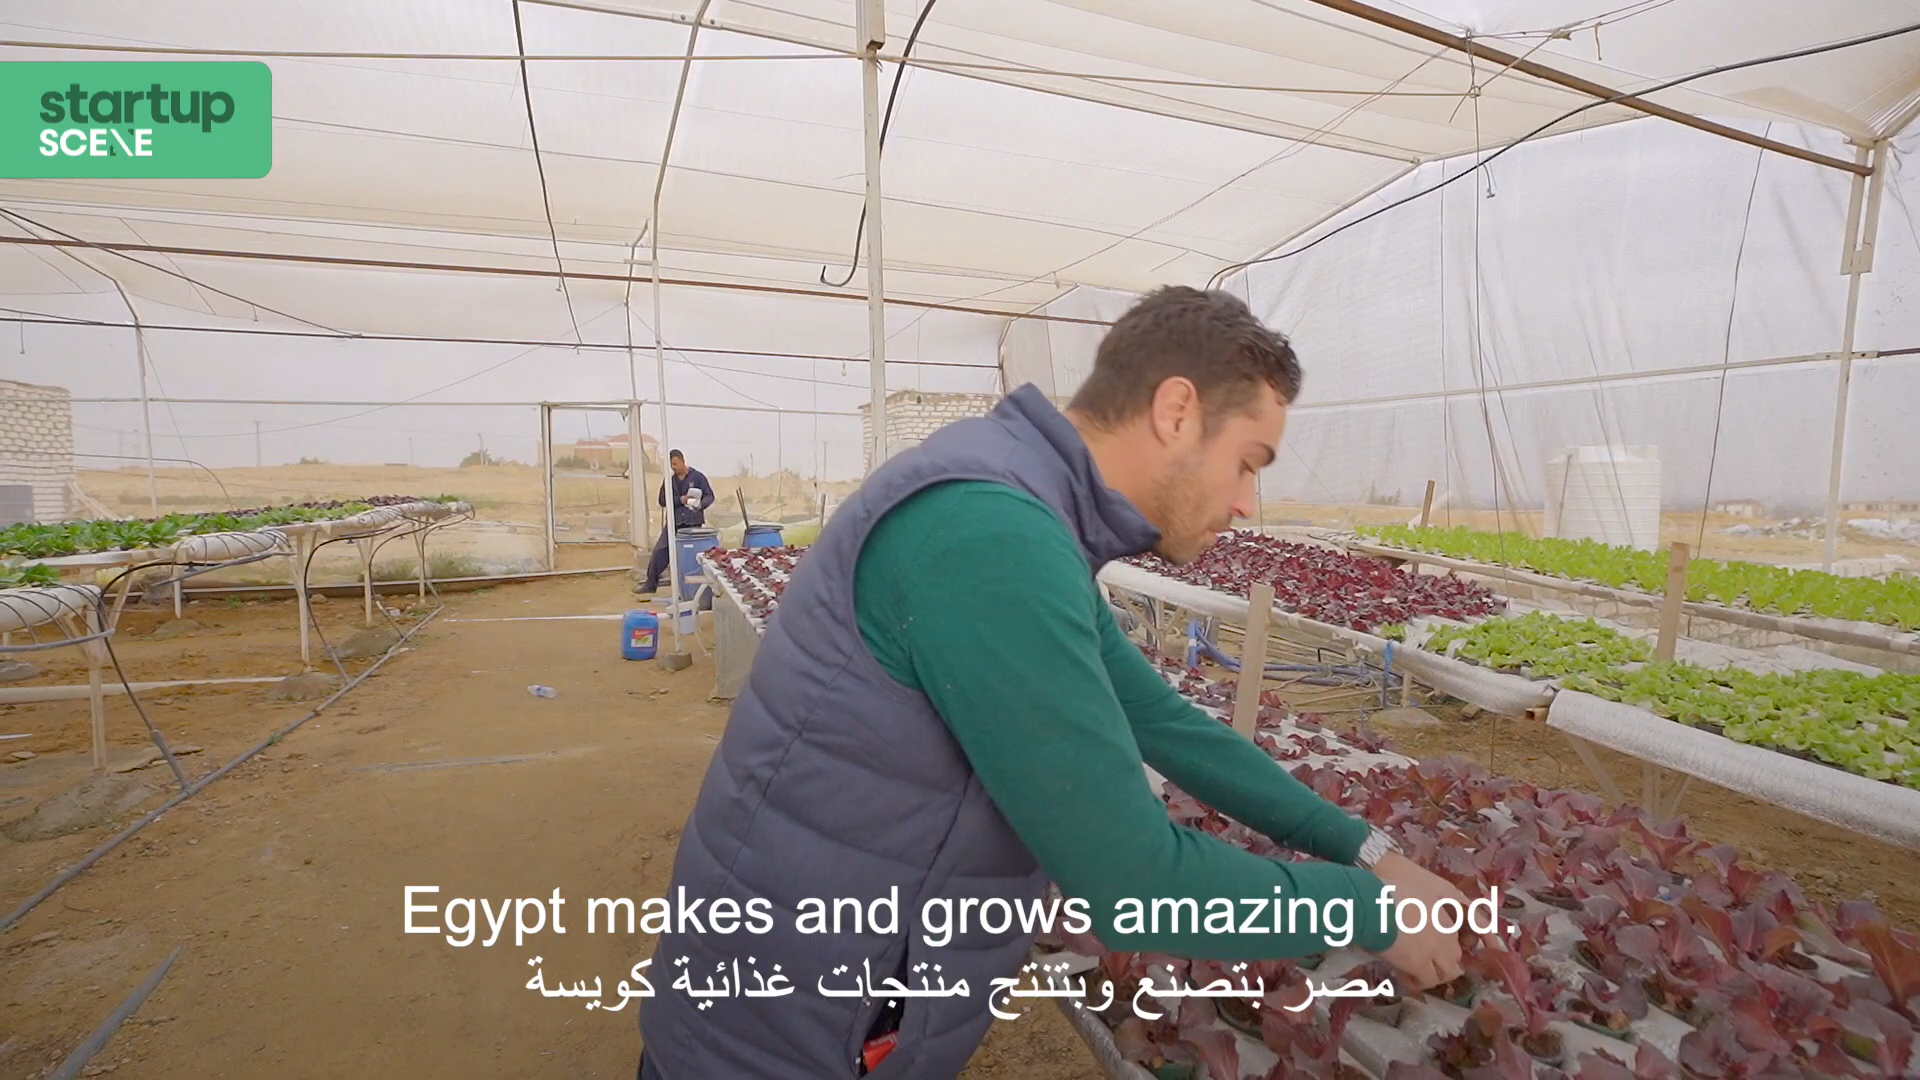 startup
SCENE
Egypt makes and grows amazing food.
مصر بتصنع وبتنتج منتجات غذائية كويسة